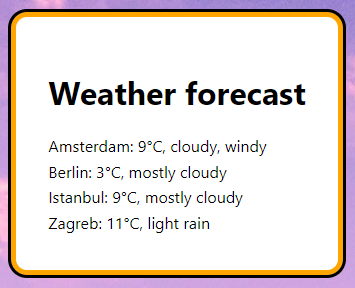 Weather forecast
Amsterdam: 9°C, cloudy, windy
Berlin: 3°C, mostly cloudy
Istanbul: 9°C, mostly cloudy
Zagreb: 11°C, light rain